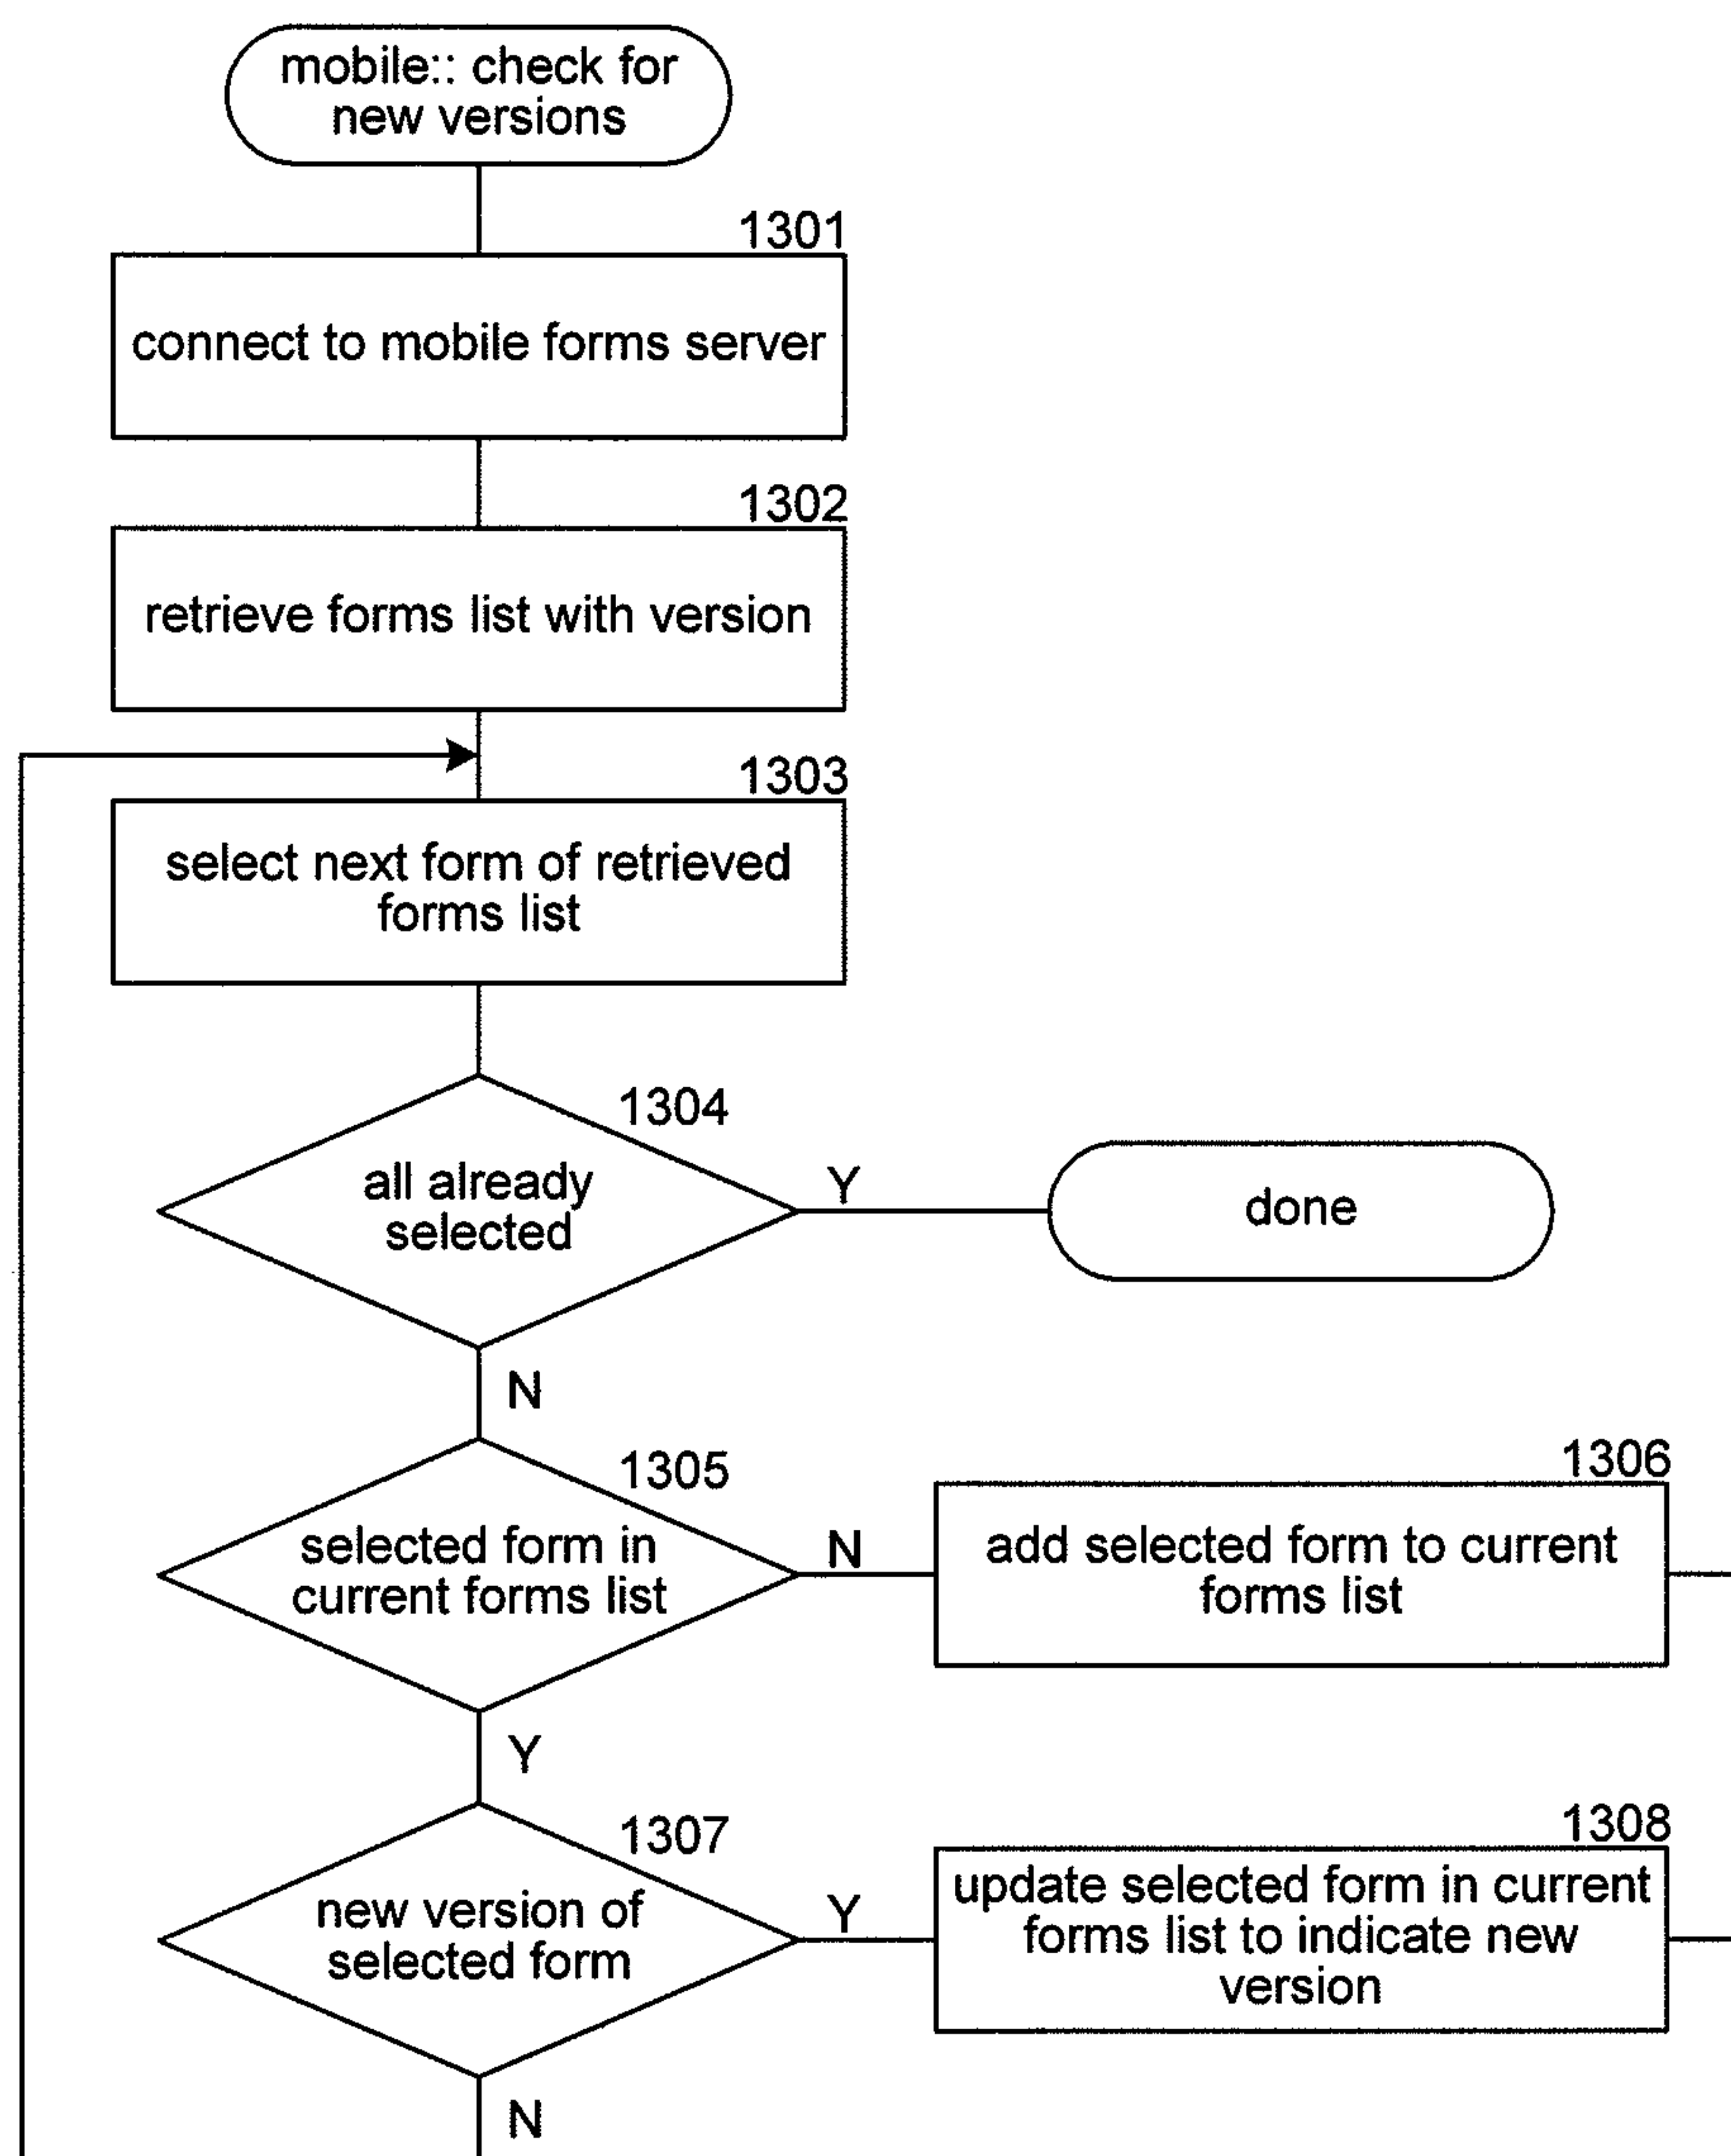 mobile:: check for
new versions
1301
connect to mobile forms server
1302
retrieve forms list with version
1303
select next form of retrieved
forms list
1304
all already
selected
Y
done
N
1305
selected form in
current forms list
N
1306
add selected form to current
forms list
Y
1307
new version of
selected form
Y
1308
update selected form in current
forms list to indicate new
version
N